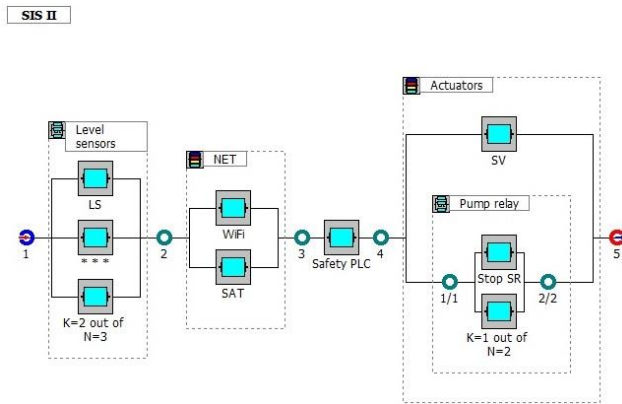 SIS II
Actuators
Level
sensors
NET
SV
LS
WiFi
Pump relay
* * *
1
2
3
Safety PLC
4
5
SAT
Stop SR
1/1
2/2
K=2 out of
N=3
K=1 out of
N=2